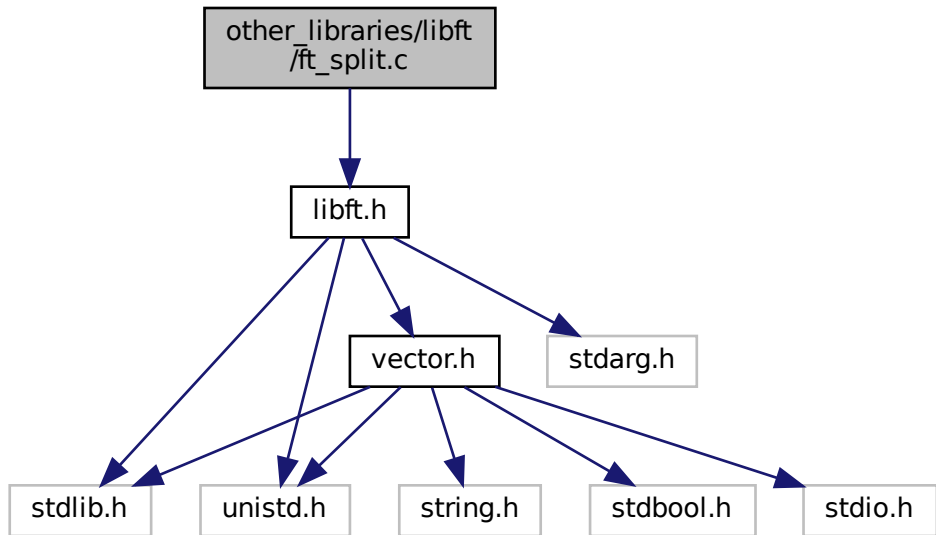 other_libraries/libft
/ft_split.c
libft.h
vector.h
stdarg.h
stdlib.h
unistd.h
string.h
stdbool.h
stdio.h